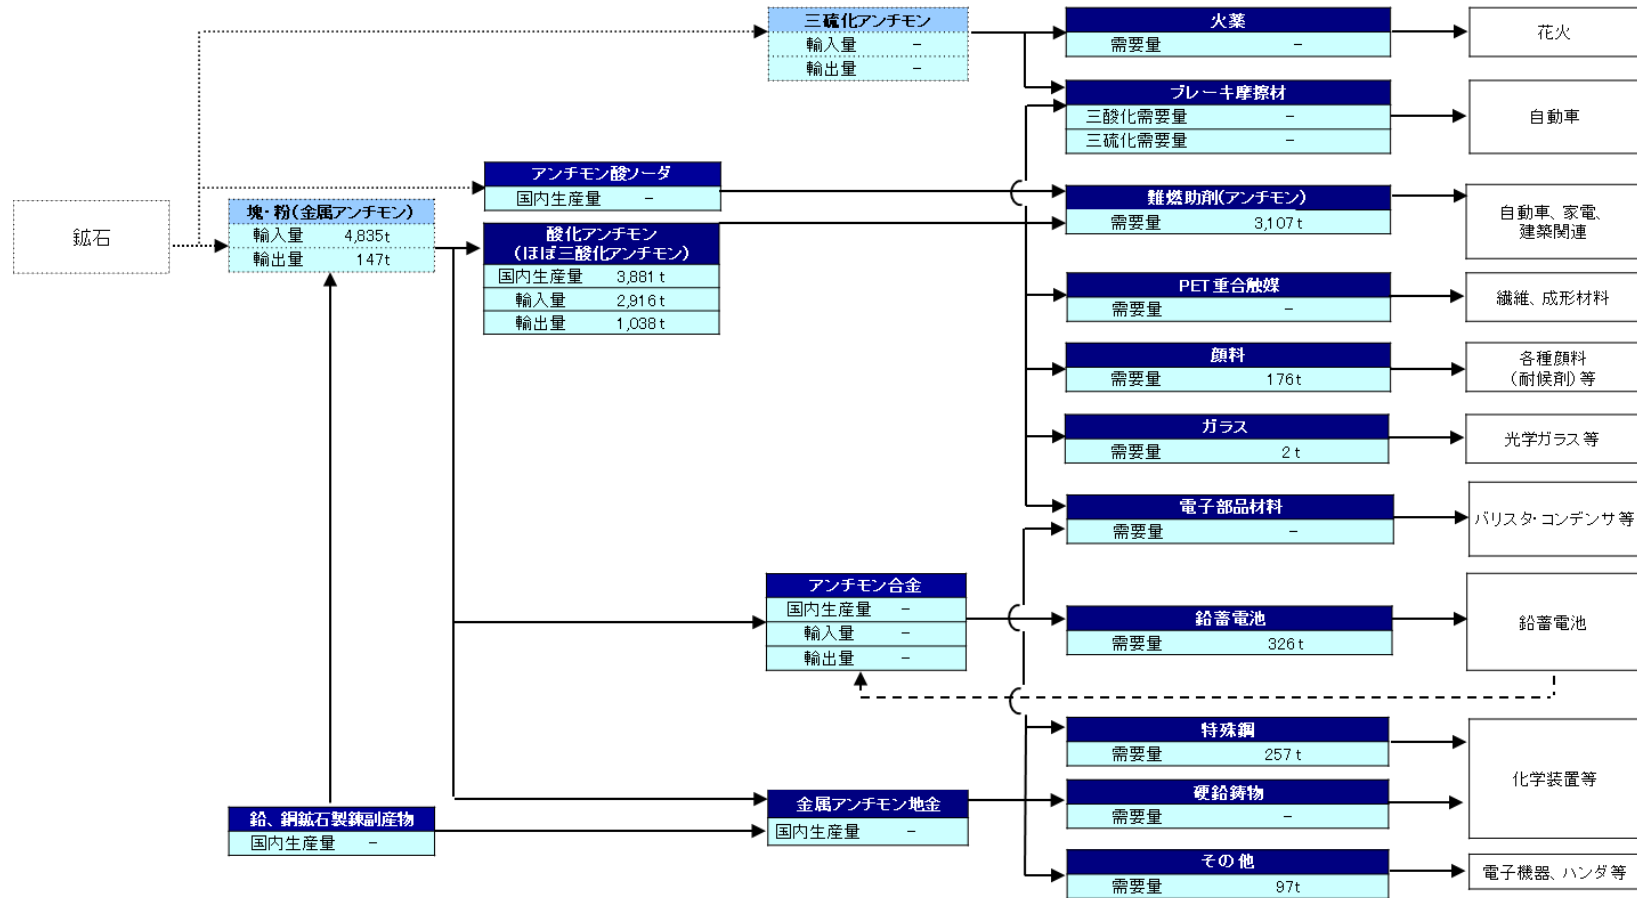 鉱石
塊・粉(金属アンチモン)
輸入量 4,835t
輸出量 147t
鉛、銅鉱石製錬副産物
国内生産量 -
アンチモン酸ソーダ
国内生産量 -
酸化アンチモン
(ほぼ三酸化アンチモン)
国内生産量 3,881t
輸入量 2,916t
輸出量 1,038t
三硫化アンチモン
輸入量 -
輸出量 -
アンチモン合金
国内生産量 -
輸入量 -
輸出量 -
金属アンチモン地金
国内生産量 -
火薬
需要量 -
ブレーキ摩擦材
三酸化需要量 -
三硫化需要量 -
難燃助剤(アンチモン)
需要量 3,107t
PET重合触媒
需要量 -
顔料
需要量 176t
ガラス
需要量 2t
電子部品材料
需要量 -
鉛蓄電池
需要量 326t
特殊鋼
需要量 257t
硬鉛鋳物
需要量 -
その他
需要量 97t
花火
自動車
自動車、家電、
建築関連
繊維、成形材料
各種顔料
(耐候剤)等
光学ガラス等
バリスタ・コンデンサ等
鉛蓄電池
化学装置等
電子機器、ハンダ等